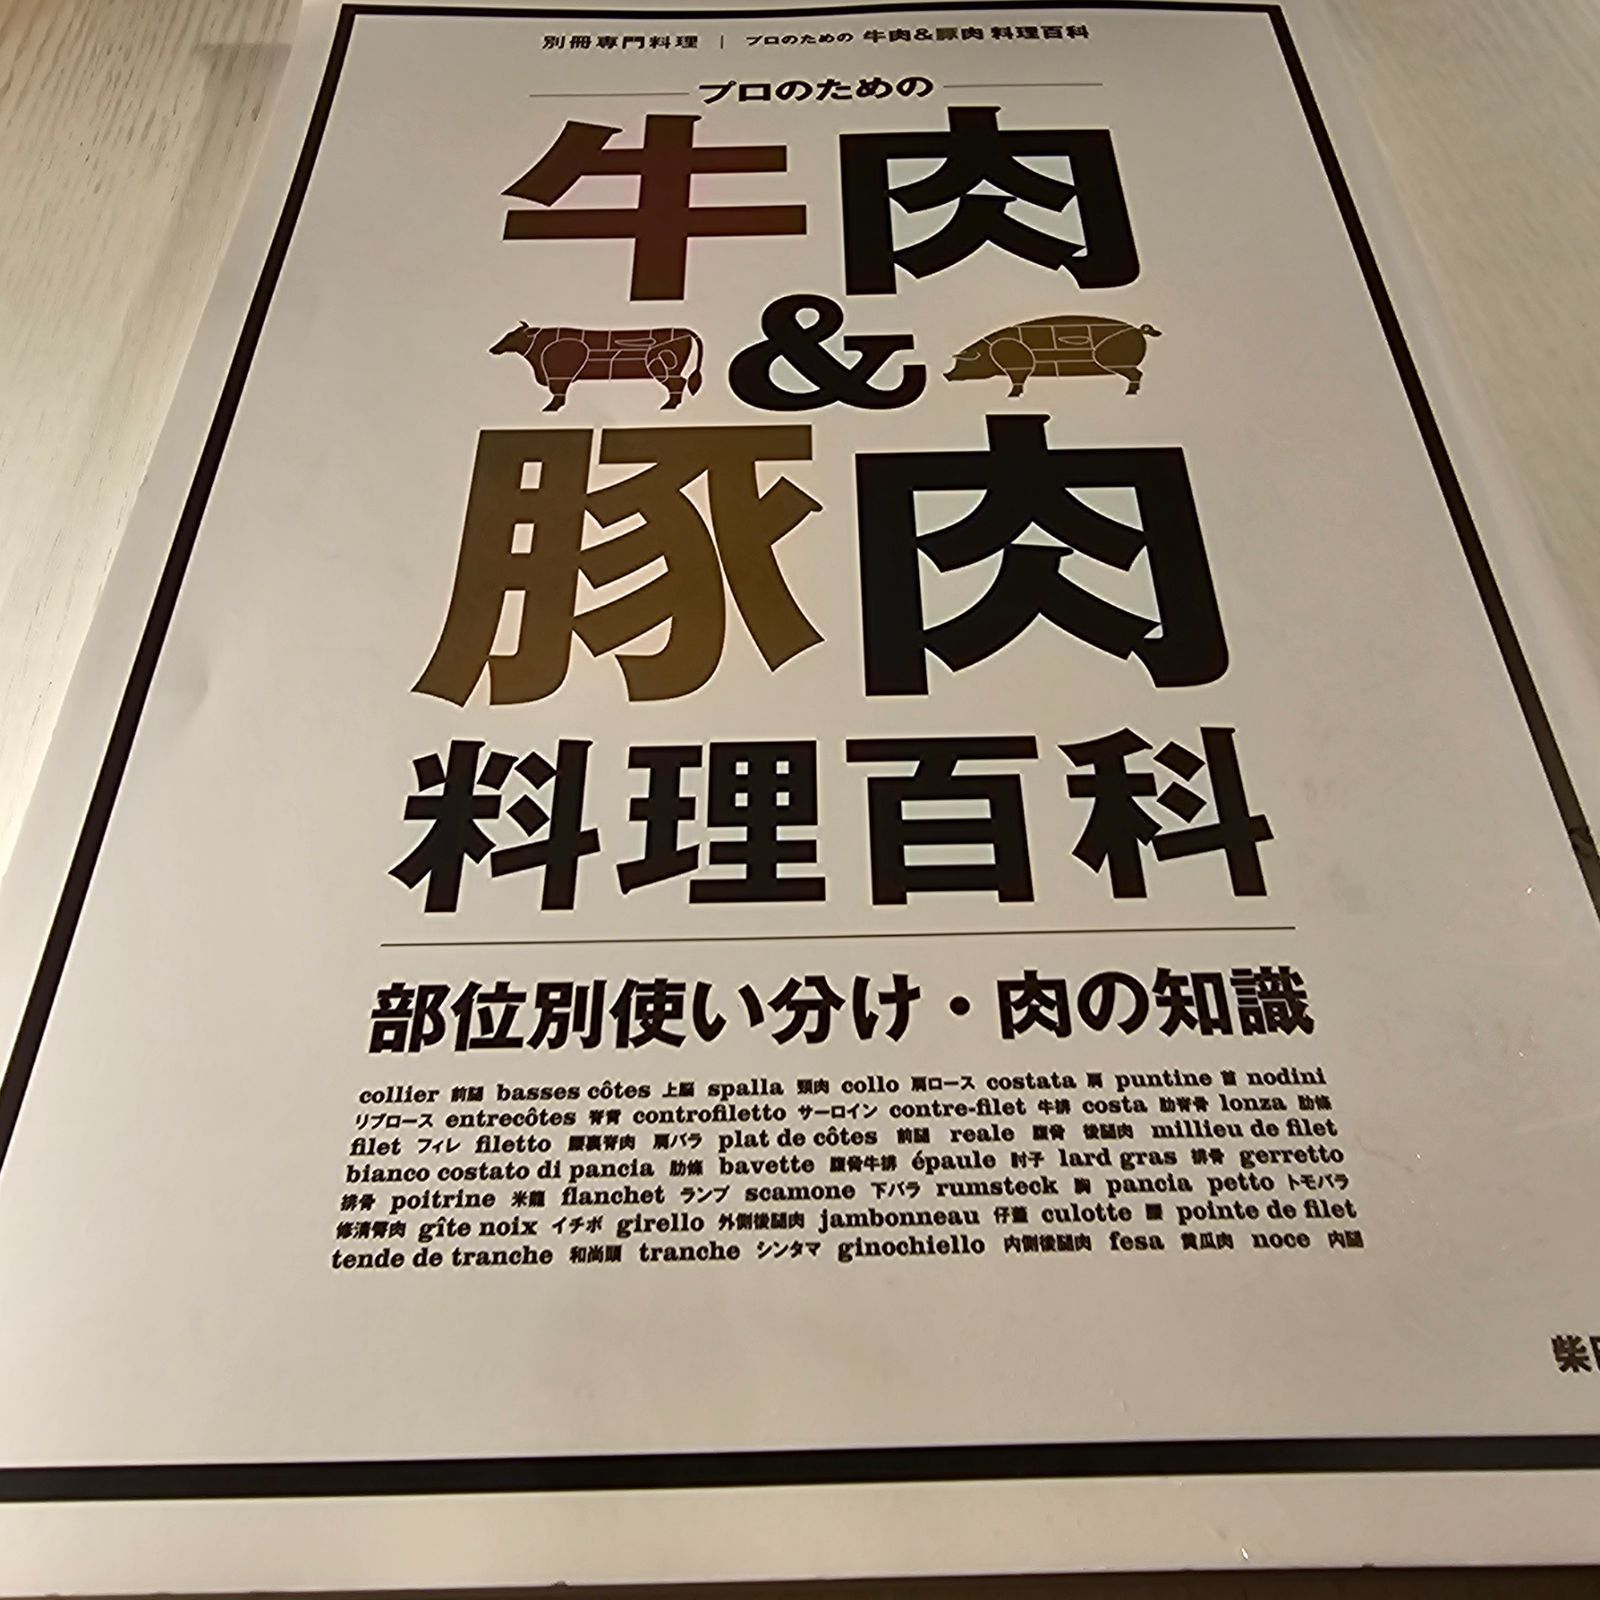 別冊専門料理 | プロのための 牛肉&豚肉 料理百科
プロのための
牛肉
&
豚肉
料理百科
部位別使い分け・肉の知識
collier 前腿 basses côtes 上脳 spalla 頸肉 collo 肩ロース costata 肩 puntine 首 nodini
リブロース entrecôtes 脊背 controfiletto サーロイン contre-filet 牛排 costa 肋脊骨 lonza 肋條
filet フィレ filetto 腰裏脊肉 肩バラ plat de côtes 前腿 reale 腹骨 後腿肉 millieu de filet
bianco costato di pancia 肋條 bavette 腹骨牛排 épaule 肘子 lard gras 排骨 gerretto
排骨 poitrine 米龍 flanchet ランプ scamone 下バラ rumsteck 胸 pancia petto トモバラ
修清臀肉 gîte noix イチボ girello 外側後腿肉 jambonneau 仔蓋 culotte 腰 pointe de filet
tende de tranche 和尚頭 tranche シンタマ ginochiello 内側後腿肉 fesa 黄瓜肉 noce 内腿
柴